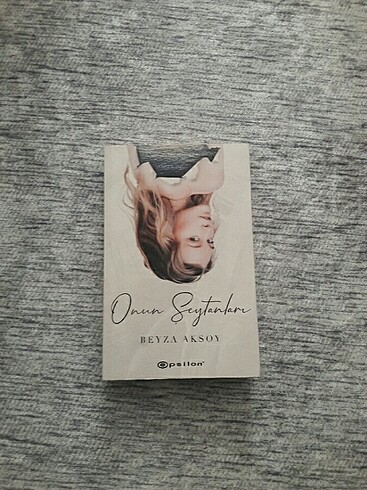 Onun Şeytanları
BEYZA AKSOY
epsilon